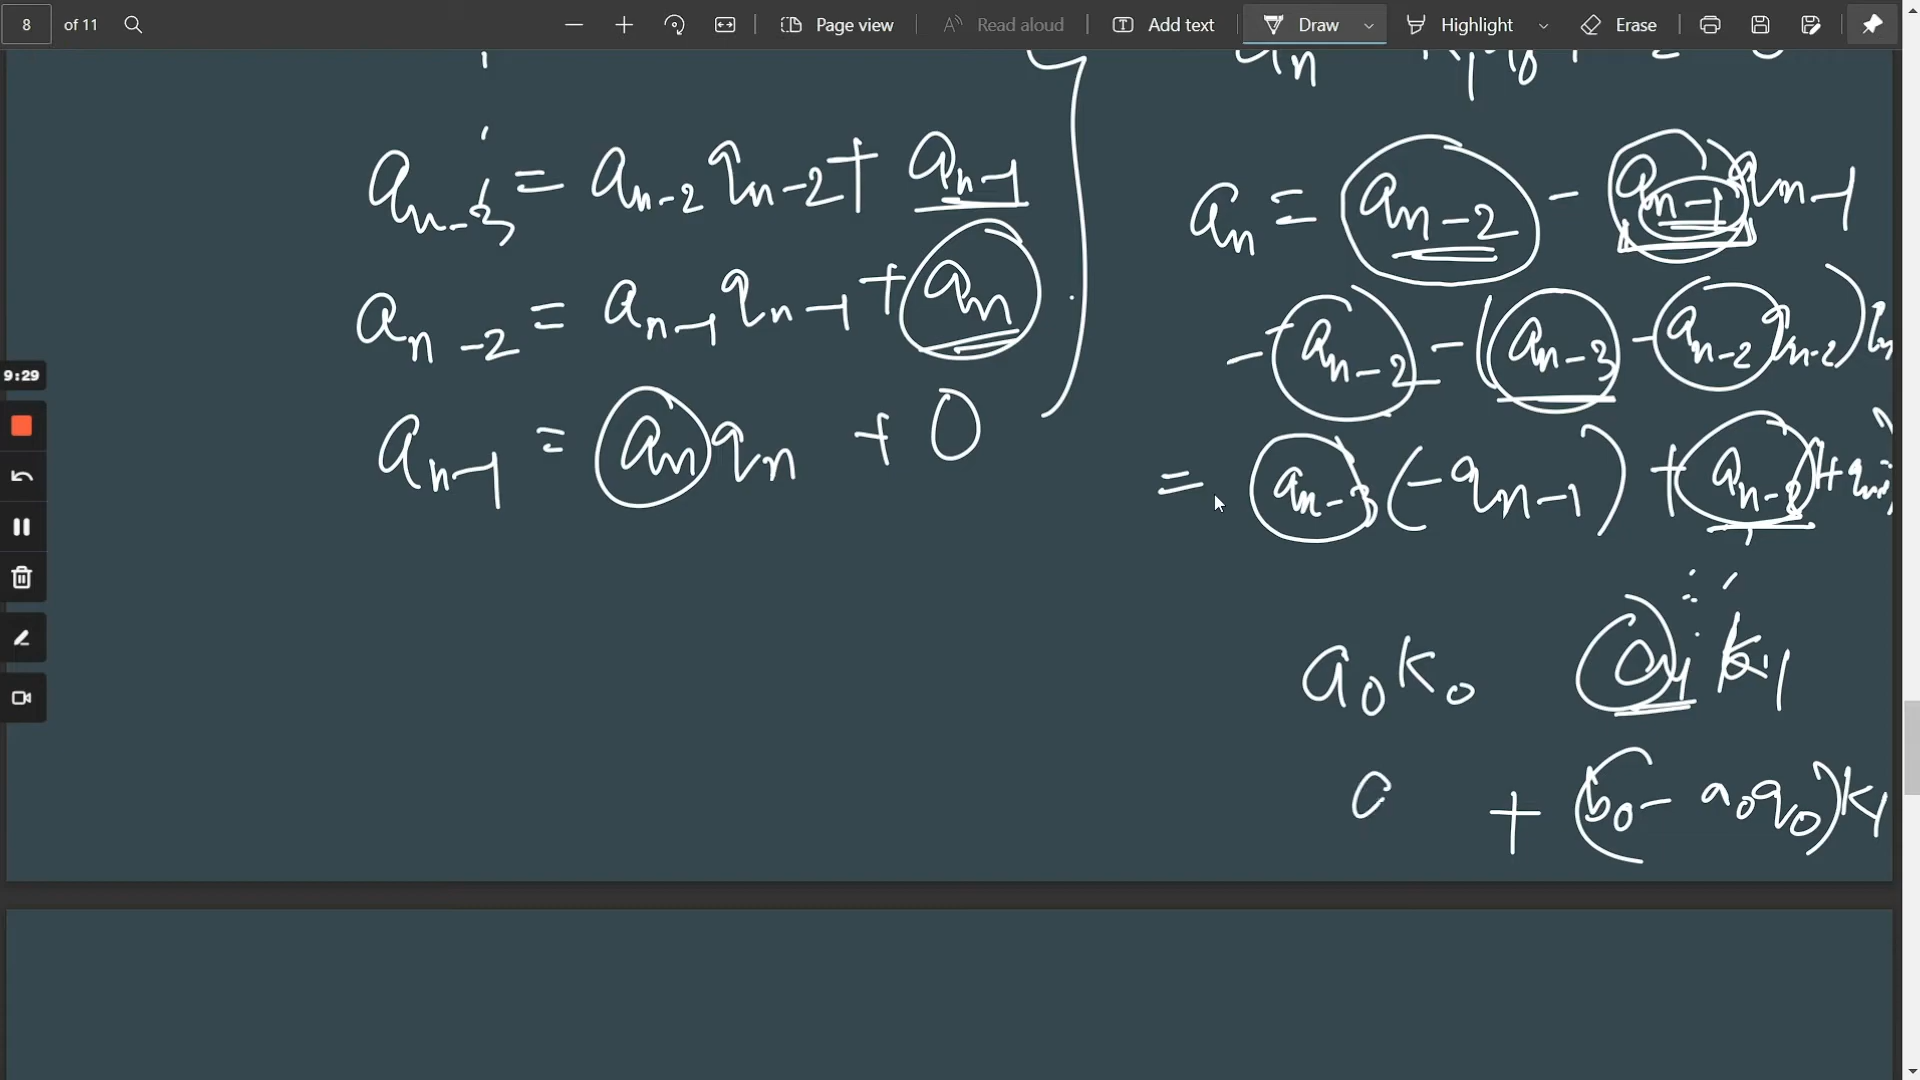 8 of 11 Page view Read aloud Add text Draw Highlight Erase
a_{n-3} = a_{n-2} q_{n-2} + a_{n-1}
a_{n-2} = a_{n-1} q_{n-1} + a_n
a_{n-1} = a_n q_n + 0
a_n = a_{n-2} - a_{n-1} q_{n-1}
= a_{n-2} - (a_{n-3} - a_{n-2} q_{n-2})
= a_{n-3} (-q_{n-1}) + a_{n-2}
a_0 k_0 a_1 k_1
+ (b_0 - a_0 q_0) k_1
9:29